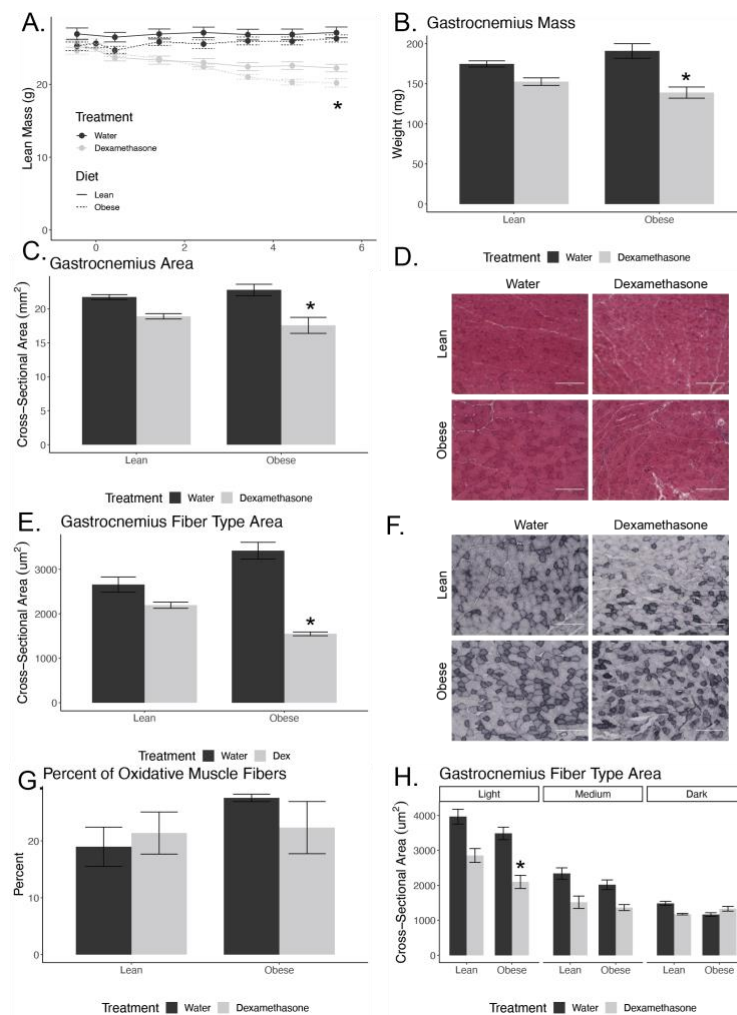 A.
Lean Mass (g)
20
10
0
*
Treatment
Water
Dexamethasone
Diet
Lean
Obese
0 2 4 6
B. Gastrocnemius Mass
Weight (mg)
200
150
100
50
0
*
Lean Obese
Treatment Water Dexamethasone
C. Gastrocnemius Area
Cross-Sectional Area (mm²)
20
15
10
5
0
*
Lean Obese
Treatment Water Dexamethasone
D.
Water Dexamethasone
Lean
Obese
E. Gastrocnemius Fiber Type Area
Cross-Sectional Area (um²)
3000
2000
1000
0
*
Lean Obese
Treatment Water Dex
F.
Water Dexamethasone
Lean
Obese
G. Percent of Oxidative Muscle Fibers
Percent
20
10
0
Lean Obese
Treatment Water Dexamethasone
H. Gastrocnemius Fiber Type Area
Light Medium Dark
Cross-Sectional Area (um²)
4000
3000
2000
1000
0
*
Lean Obese Lean Obese Lean Obese
Treatment Water Dexamethasone